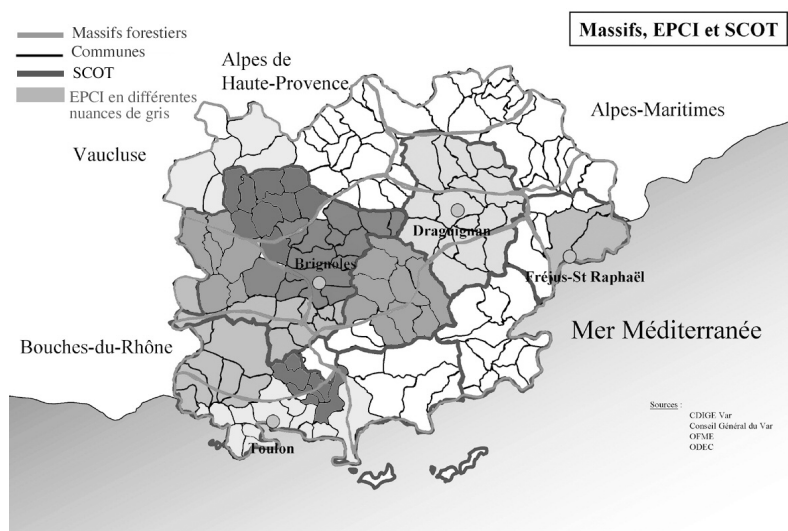 Massifs forestiers
Communes
SCOT
EPCI en différentes
nuances de gris
Massifs, EPCI et SCOT
Alpes de
Haute-Provence
Alpes-Maritimes
Vaucluse
Draguignan
Brignoles
Fréjus-St Raphaël
Bouches-du-Rhône
Mer Méditerranée
Toulon
Sources :
CDIGE Var
Conseil Général du Var
OFME
ODEC